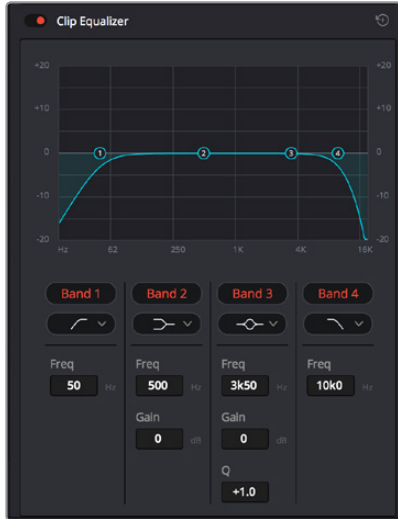 Clip Equalizer
+20 +20
+10 +10
0 1 2 3 4 0
-10 -10
-20 -20
Hz 62 250 1K 4K 16K
Band 1 Band 2 Band 3 Band 4
Freq Freq Freq Freq
50 Hz 500 Hz 3k50 Hz 10k0 Hz
Gain Gain
0 dB 0 dB
Q
+1.0